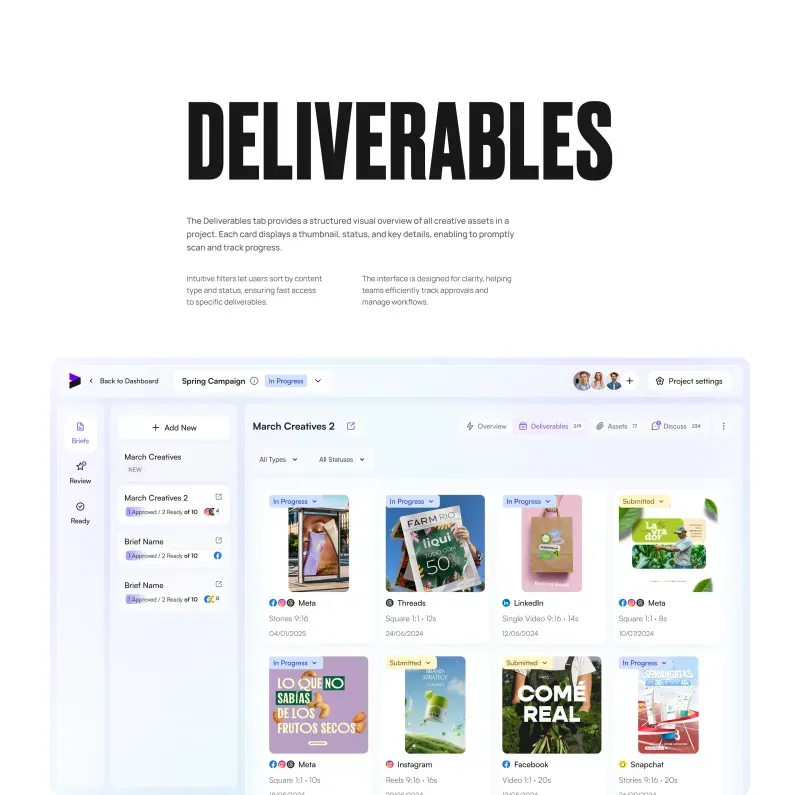 DELIVERABLES
The Deliverables tab provides a structured visual overview of all creative assets in a
project. Each card displays a thumbnail, status, and key details, enabling to promptly
scan and track progress.
Intuitive filters let users sort by content
type and status, ensuring fast access
to specific deliverables.
The interface is designed for clarity, helping
teams efficiently track approvals and
manage workflows.
Back to Dashboard
Spring Campaign
In Progress
Project settings
Briefs
Review
Ready
Add New
March Creatives
NEW
March Creatives 2
1 Approved / 2 Ready of 10
4
Brief Name
1 Approved / 2 Ready of 10
Brief Name
1 Approved / 2 Ready of 10
8
March Creatives 2
Overview
Deliverables 2/9
Assets 17
Discuss 234
All Types
All Statuses
In Progress
Meta
Stories 9:16
04/01/2025
In Progress
FARM RIO
liqui
TUDO COM
50
Threads
Square 1:1 • 12s
24/06/2024
In Progress
LinkedIn
Single Video 9:16 • 14s
12/06/2024
Submitted
La
vra
dor
Meta
Square 1:1 • 8s
10/07/2024
In Progress
LO QUE NO
SABÍAS
DE LOS
FRUTOS SECOS
Meta
Square 1:1 • 10s
Submitted
BRAND
STRATEGY
Instagram
Reels 9:16 • 16s
Submitted
COME
REAL
Facebook
Video 1:1 • 20s
In Progress
Snapchat
Stories 9:16 • 20s